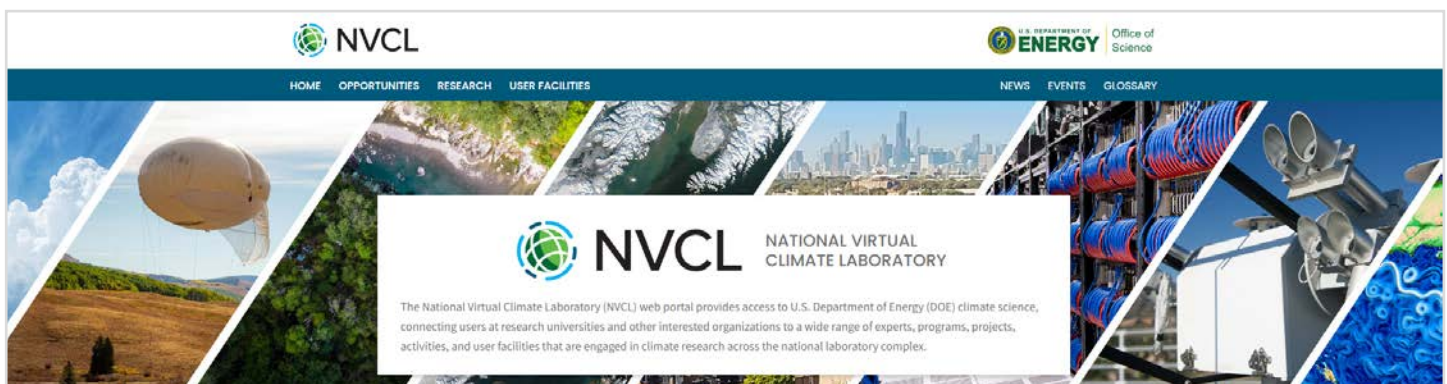 NVCL
U.S. DEPARTMENT OF
ENERGY
Office of
Science
HOME OPPORTUNITIES RESEARCH USER FACILITIES NEWS EVENTS GLOSSARY
NVCL
NATIONAL VIRTUAL
CLIMATE LABORATORY
The National Virtual Climate Laboratory (NVCL) web portal provides access to U.S. Department of Energy (DOE) climate science,
connecting users at research universities and other interested organizations to a wide range of experts, programs, projects,
activities, and user facilities that are engaged in climate research across the national laboratory complex.